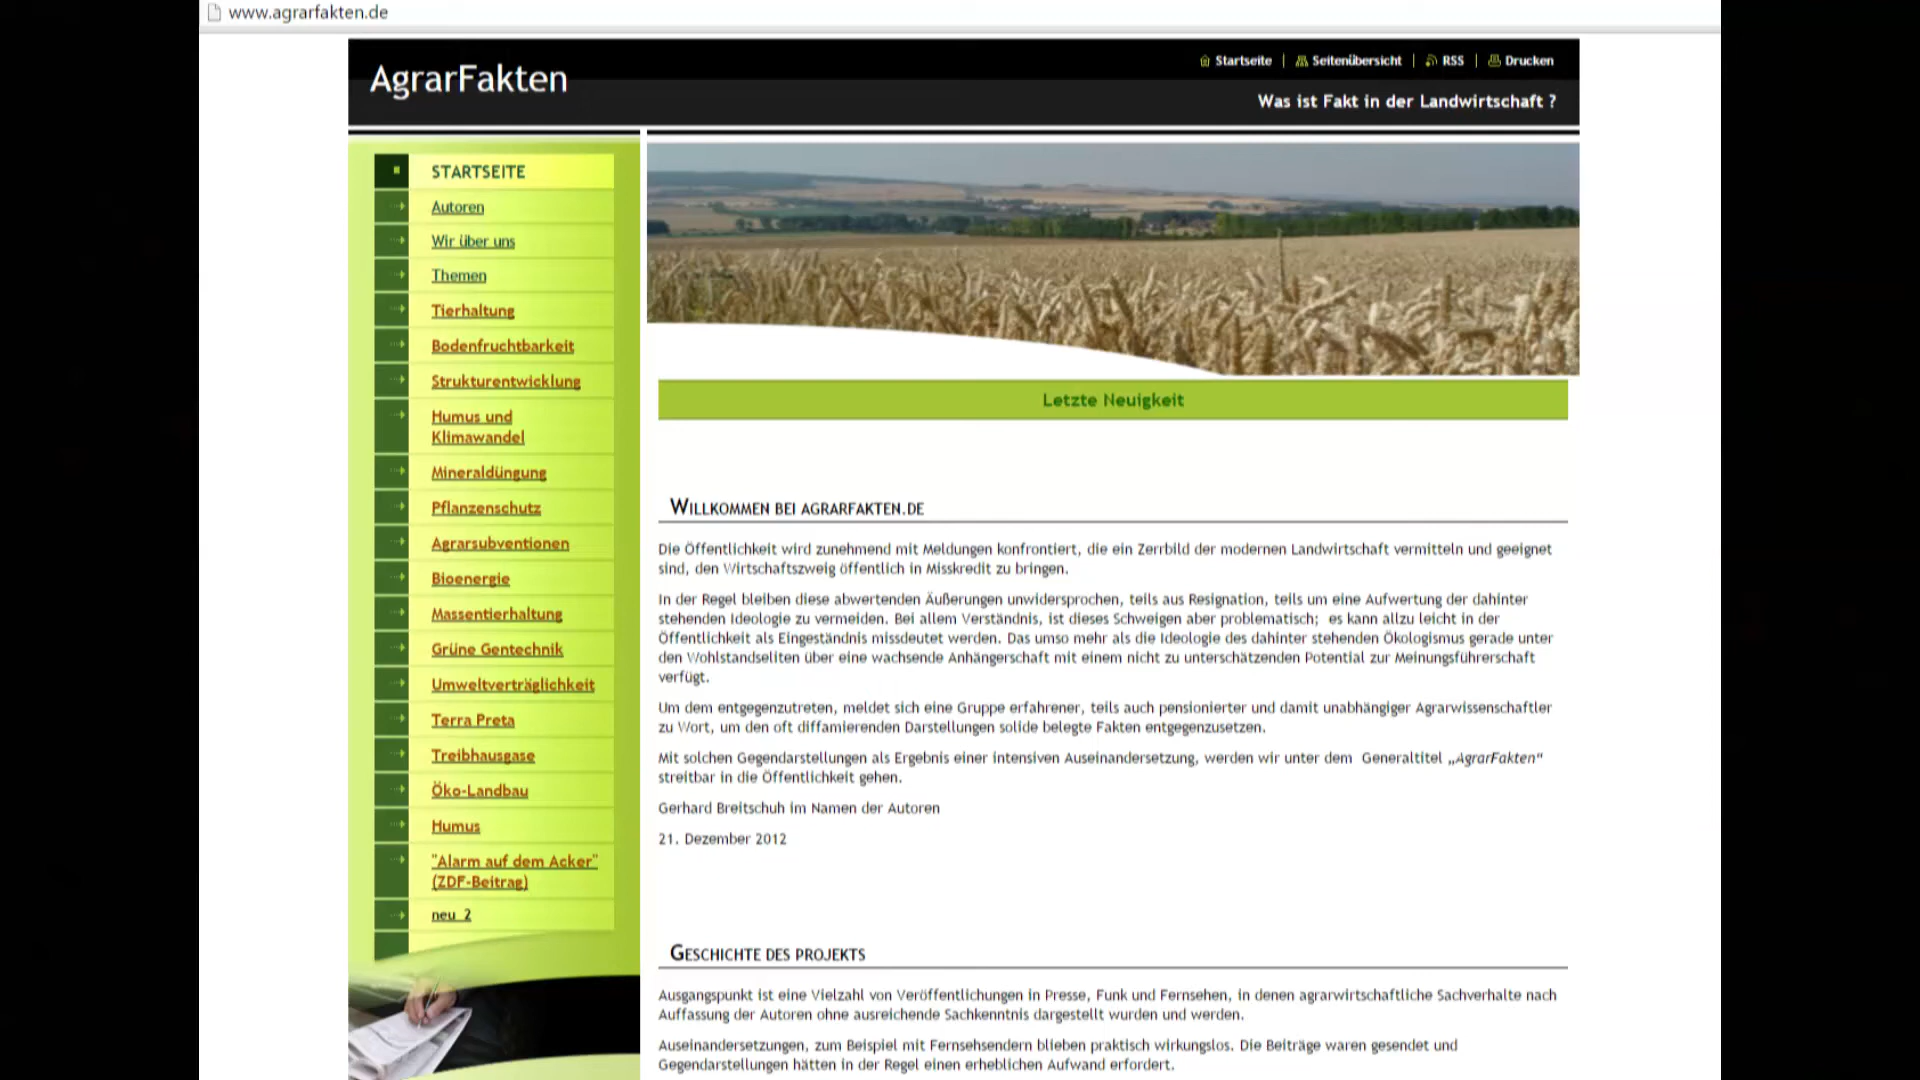 www.agrarfakten.de
AgrarFakten
Startseite | Seitenübersicht | RSS | Drucken
Was ist Fakt in der Landwirtschaft ?
STARTSEITE
Autoren
Wir über uns
Themen
Tierhaltung
Bodenfruchtbarkeit
Strukturentwicklung
Humus und
Klimawandel
Mineraldüngung
Pflanzenschutz
Agrarsubventionen
Bioenergie
Massentierhaltung
Grüne Gentechnik
Umweltverträglichkeit
Terra Preta
Treibhausgase
Öko-Landbau
Humus
"Alarm auf dem Acker"
(ZDF-Beitrag)
neu_2
Letzte Neuigkeit
WILLKOMMEN BEI AGRARFAKTEN.DE
Die Öffentlichkeit wird zunehmend mit Meldungen konfrontiert, die ein Zerrbild der modernen Landwirtschaft vermitteln und geeignet
sind, den Wirtschaftszweig öffentlich in Misskredit zu bringen.
In der Regel bleiben diese abwertenden Äußerungen unwidersprochen, teils aus Resignation, teils um eine Aufwertung der dahinter
stehenden Ideologie zu vermeiden. Bei allem Verständnis, ist dieses Schweigen aber problematisch; es kann allzu leicht in der
Öffentlichkeit als Eingeständnis missdeutet werden. Das umso mehr als die Ideologie des dahinter stehenden Ökologismus gerade unter
den Wohlstandseliten über eine wachsende Anhängerschaft mit einem nicht zu unterschätzenden Potential zur Meinungsführerschaft
verfügt.
Um dem entgegenzutreten, meldet sich eine Gruppe erfahrener, teils auch pensionierter und damit unabhängiger Agrarwissenschaftler
zu Wort, um den oft diffamierenden Darstellungen solide belegte Fakten entgegenzusetzen.
Mit solchen Gegendarstellungen als Ergebnis einer intensiven Auseinandersetzung, werden wir unter dem Generaltitel „AgrarFakten“
streitbar in die Öffentlichkeit gehen.
Gerhard Breitschuh im Namen der Autoren
21. Dezember 2012
GESCHICHTE DES PROJEKTS
Ausgangspunkt ist eine Vielzahl von Veröffentlichungen in Presse, Funk und Fernsehen, in denen agrarwirtschaftliche Sachverhalte nach
Auffassung der Autoren ohne ausreichende Sachkenntnis dargestellt wurden und werden.
Auseinandersetzungen, zum Beispiel mit Fernsehsendern blieben praktisch wirkungslos. Die Beiträge waren gesendet und
Gegendarstellungen hätten in der Regel einen erheblichen Aufwand erfordert.